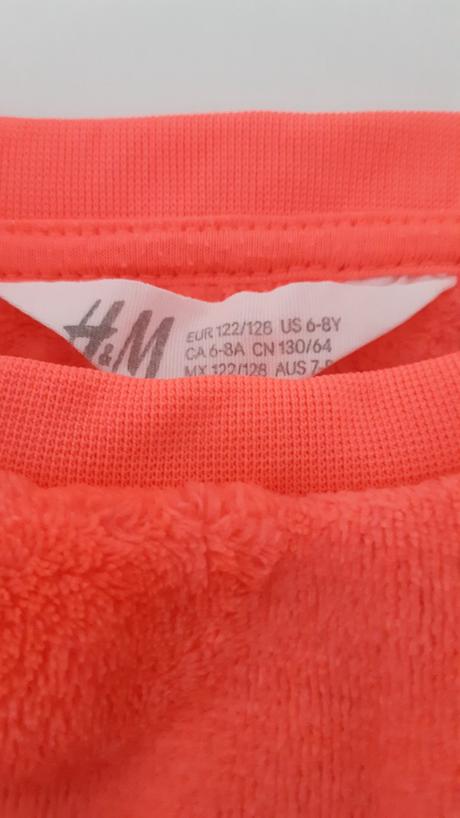 H&M
EUR 122/128 US 6-8Y
CA 6-8A CN 130/64
MX 122/128 AUS